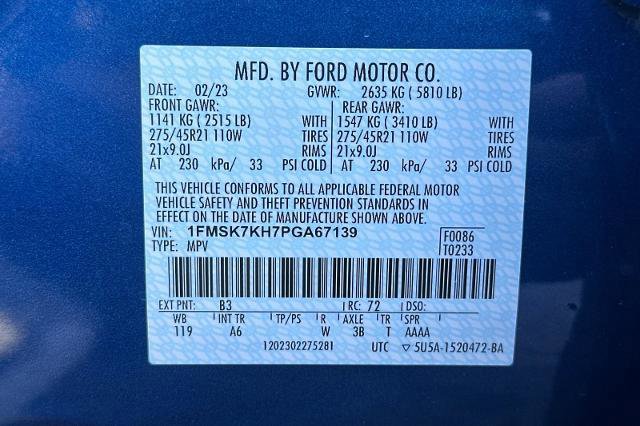 MFD. BY FORD MOTOR CO.
DATE: 02/23 GVWR: 2635 KG ( 5810 LB)
FRONT GAWR: REAR GAWR:
1141 KG ( 2515 LB) WITH 1547 KG ( 3410 LB) WITH
275/45R21 110W TIRES 275/45R21 110W TIRES
21x9.0J RIMS 21x9.0J RIMS
AT 230 kPa/ 33 PSI COLD AT 230 kPa/ 33 PSI COLD
THIS VEHICLE CONFORMS TO ALL APPLICABLE FEDERAL MOTOR
VEHICLE SAFETY AND THEFT PREVENTION STANDARDS IN
EFFECT ON THE DATE OF MANUFACTURE SHOWN ABOVE.
VIN: 1FMSK7KH7PGA67139 F0086
TYPE: MPV T0233
EXT PNT: B3 RC: 72 DSO:
WB INT TR TP/PS R AXLE TR SPR
119 A6 W 3B T AAAA
1202302275281 UTC ▽ 5U5A-1520472-BA